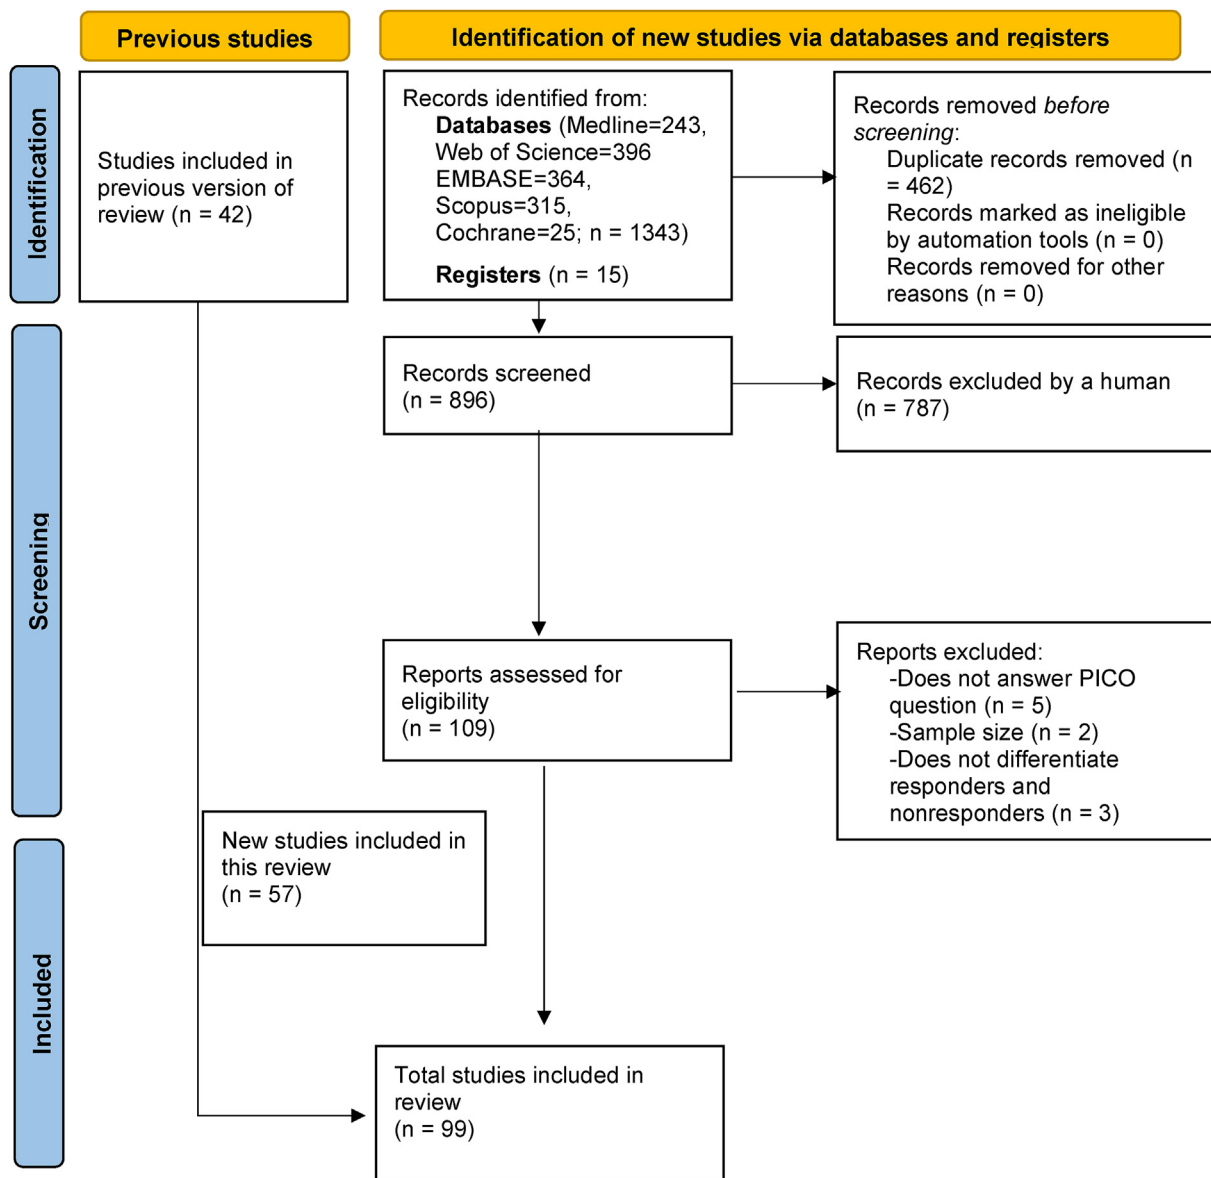 Previous studies
Identification of new studies via databases and registers
Identification
Studies included in
previous version of
review (n = 42)
Records identified from:
Databases (Medline=243,
Web of Science=396
EMBASE=364,
Scopus=315,
Cochrane=25; n = 1343)
Registers (n = 15)
Records removed before
screening:
Duplicate records removed (n
= 462)
Records marked as ineligible
by automation tools (n = 0)
Records removed for other
reasons (n = 0)
Screening
Records screened
(n = 896)
Records excluded by a human
(n = 787)
Reports assessed for
eligibility
(n = 109)
Reports excluded:
-Does not answer PICO
question (n = 5)
-Sample size (n = 2)
-Does not differentiate
responders and
nonresponders (n = 3)
Included
New studies included in
this review
(n = 57)
Total studies included in
review
(n = 99)